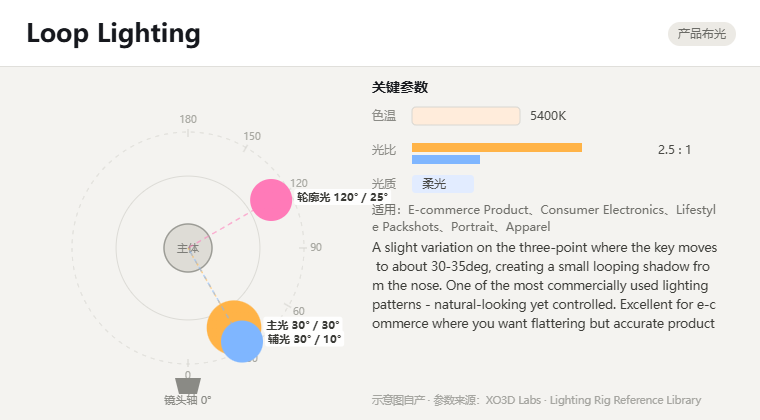 Loop Lighting
产品布光
关键参数
色温
5400K
光比
2.5 : 1
光质
柔光
适用：E-commerce Product、Consumer Electronics、Lifestyl
e Packshots、Portrait、Apparel
A slight variation on the three-point where the key moves
to about 30-35deg, creating a small looping shadow fro
m the nose. One of the most commercially used lighting
patterns - natural-looking yet controlled. Excellent for e-c
ommerce where you want flattering but accurate product
180
150
120
轮廓光 120° / 25°
主体
90
60
主光 30° / 30°
辅光 30° / 10°
0
镜头轴 0°
示意图自产 · 参数来源：XO3D Labs · Lighting Rig Reference Library